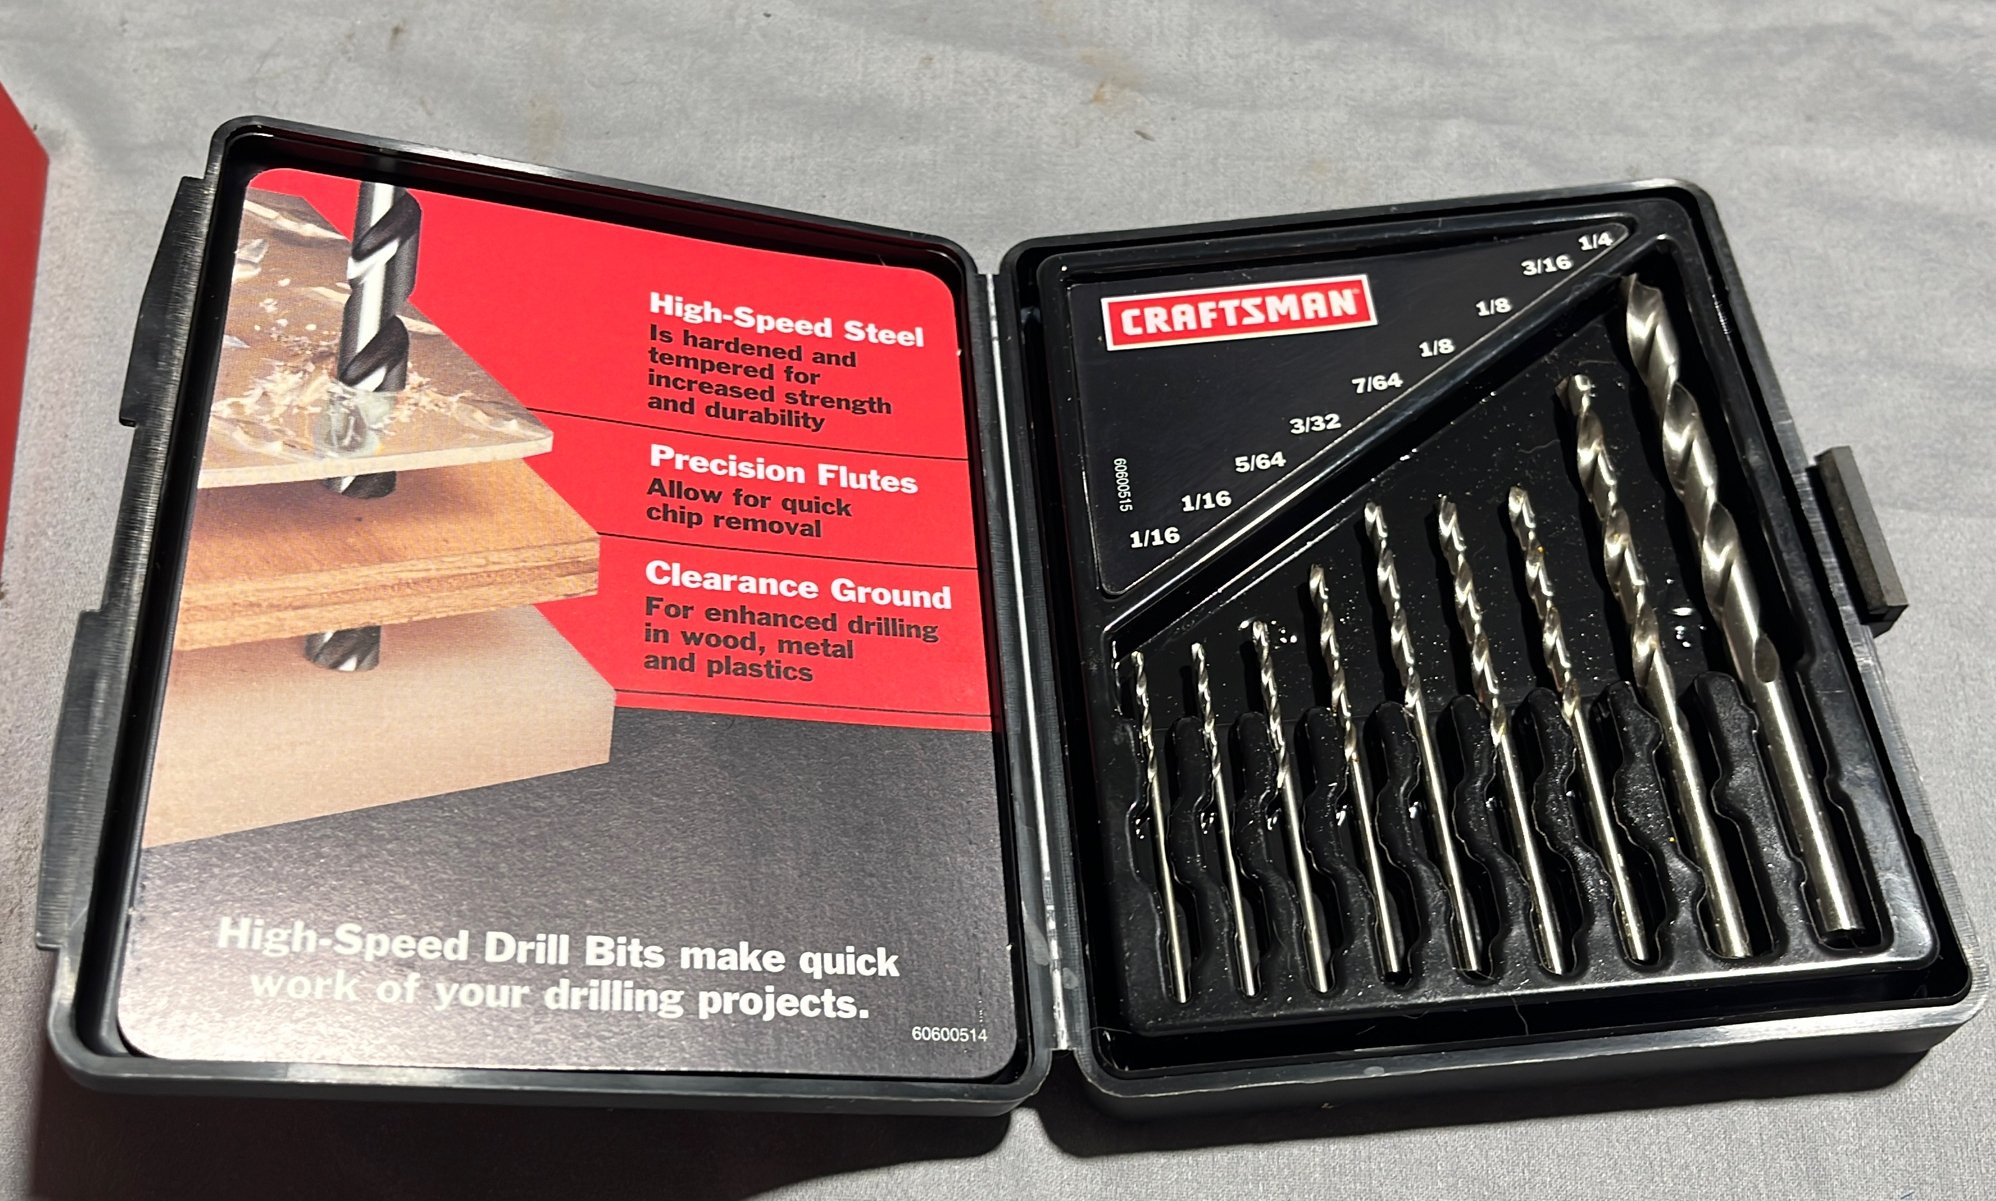 High-Speed Steel
Is hardened and
tempered for
increased strength
and durability
Precision Flutes
Allow for quick
chip removal
Clearance Ground
For enhanced drilling
in wood, metal
and plastics
High-Speed Drill Bits make quick
work of your drilling projects.
60600514
CRAFTSMAN
1/4
3/16
1/8
1/8
7/64
3/32
5/64
1/16
1/16
60600515